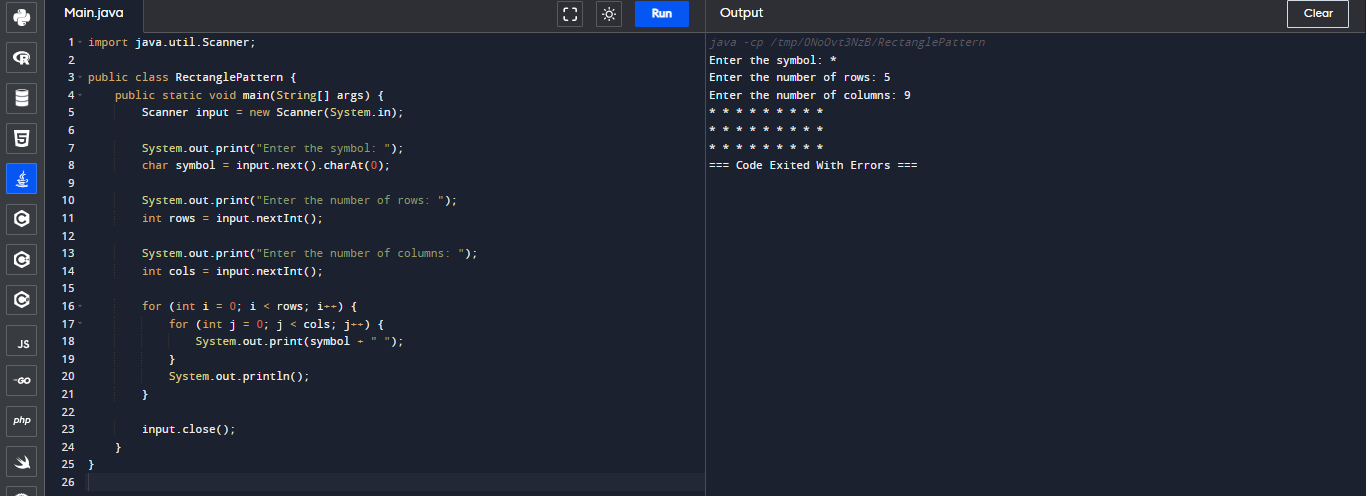 Main.java
Run
Output
Clear
1 import java.util.Scanner;
2
3 public class RectanglePattern {
4     public static void main(String[] args) {
5         Scanner input = new Scanner(System.in);
6
7         System.out.print("Enter the symbol: ");
8         char symbol = input.next().charAt(0);
9
10         System.out.print("Enter the number of rows: ");
11         int rows = input.nextInt();
12
13         System.out.print("Enter the number of columns: ");
14         int cols = input.nextInt();
15
16         for (int i = 0; i < rows; i++) {
17             for (int j = 0; j < cols; j++) {
18                 System.out.print(symbol + " ");
19             }
20             System.out.println();
21         }
22
23         input.close();
24     }
25 }
26
java -cp /tmp/0NoOvt3NzB/RectanglePattern
Enter the symbol: *
Enter the number of rows: 5
Enter the number of columns: 9
* * * * * * * * *
* * * * * * * * *
* * * * * * * * *
=== Code Exited With Errors ===
JS
GO
php